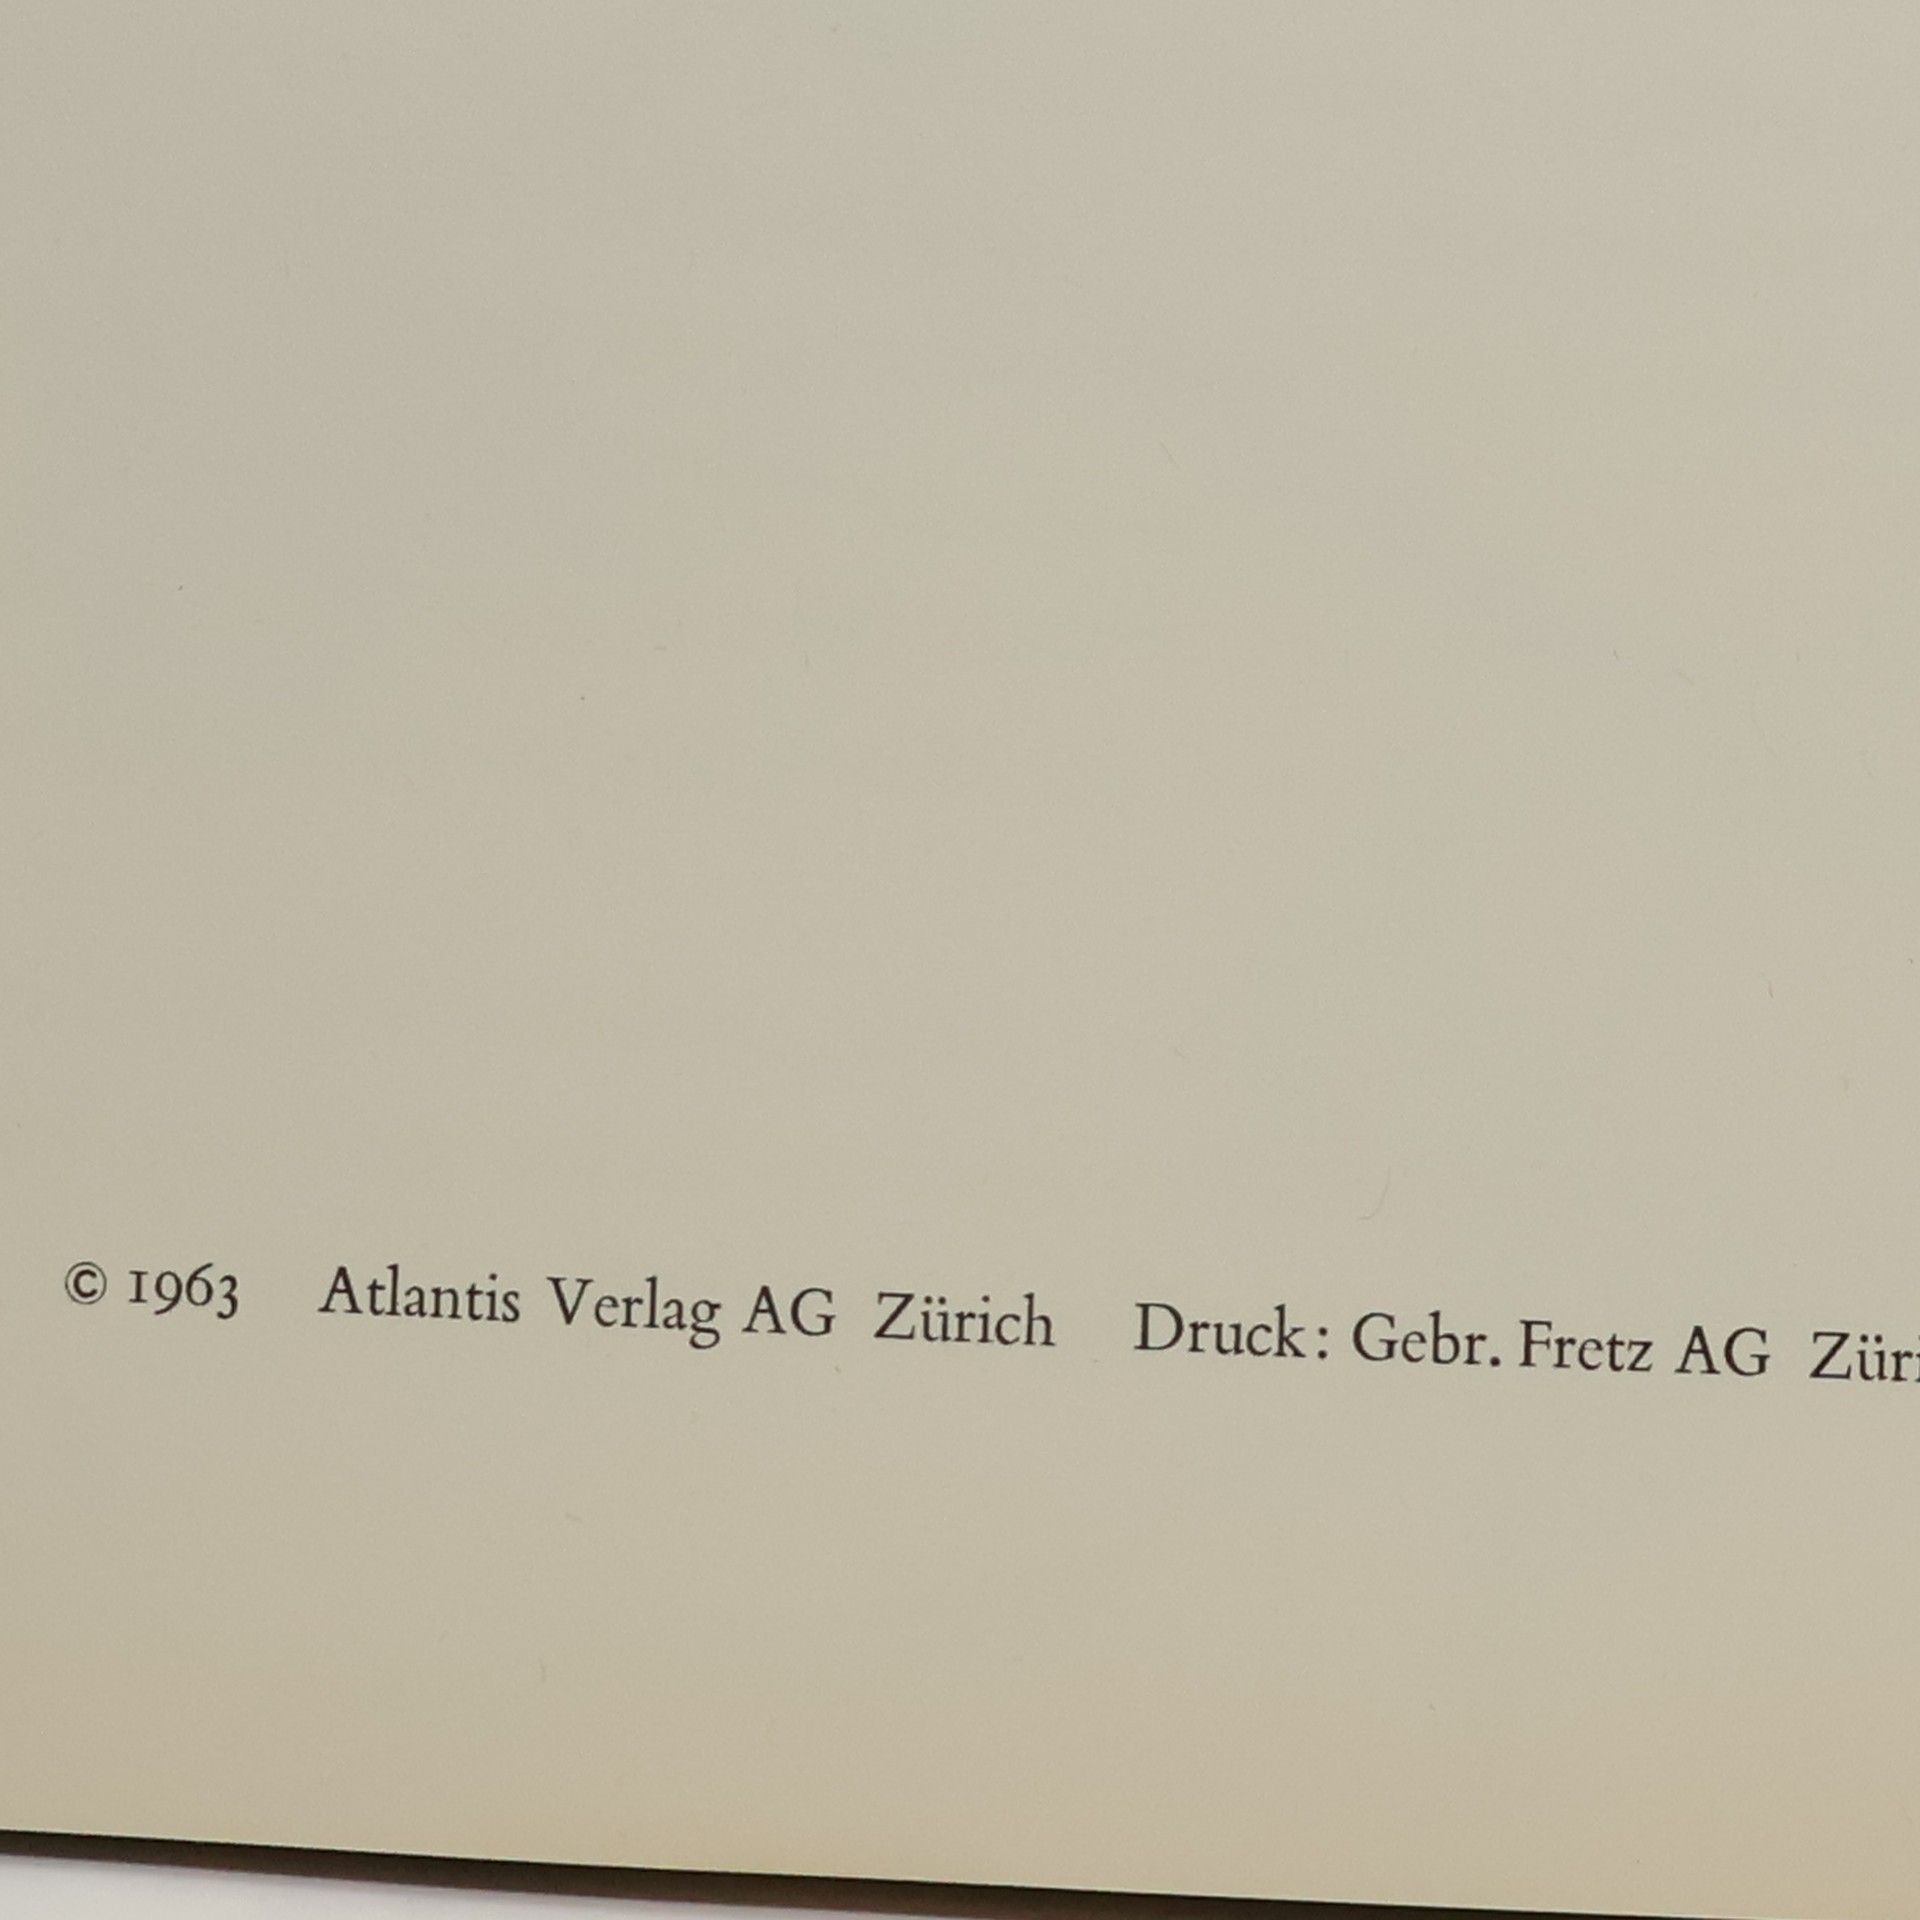 © 1963 Atlantis Verlag AG Zürich Druck: Gebr. Fretz AG